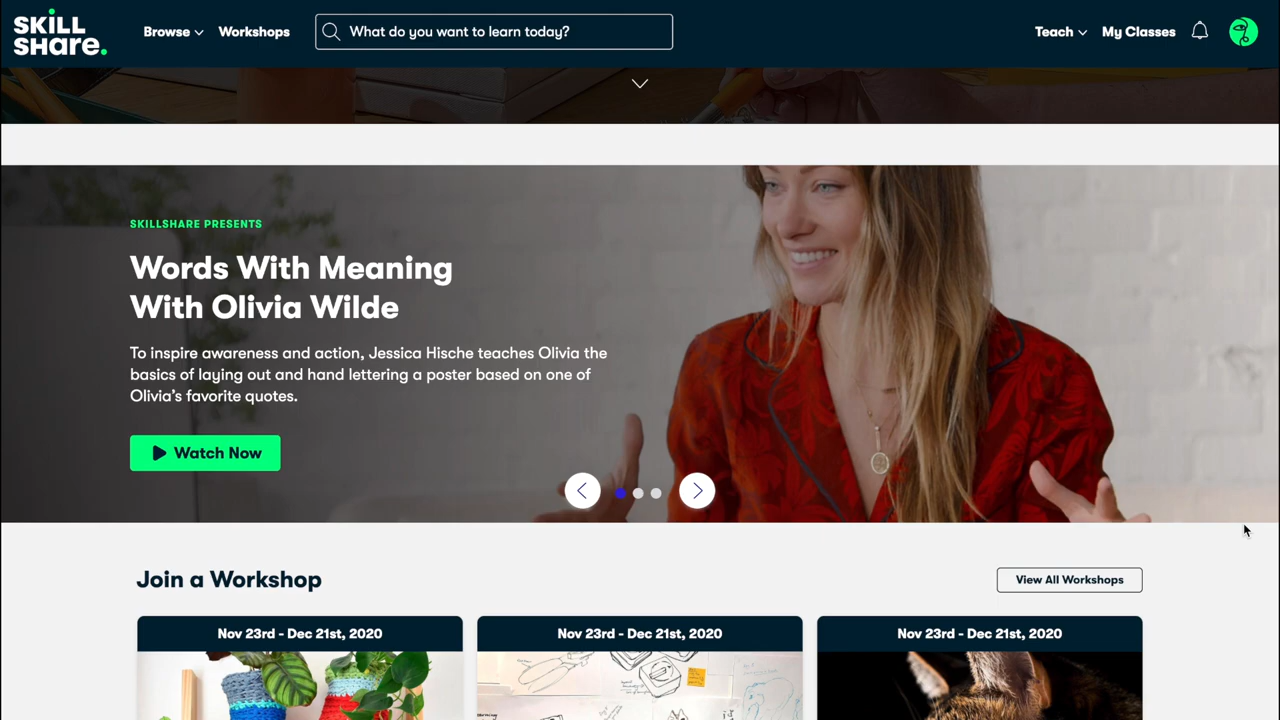 SKILL
SHare.
Browse
Workshops
What do you want to learn today?
Teach
My Classes
SKILLSHARE PRESENTS
Words With Meaning
With Olivia Wilde
To inspire awareness and action, Jessica Hische teaches Olivia the
basics of laying out and hand lettering a poster based on one of
Olivia's favorite quotes.
Watch Now
Join a Workshop
View All Workshops
Nov 23rd - Dec 21st, 2020
Nov 23rd - Dec 21st, 2020
Nov 23rd - Dec 21st, 2020